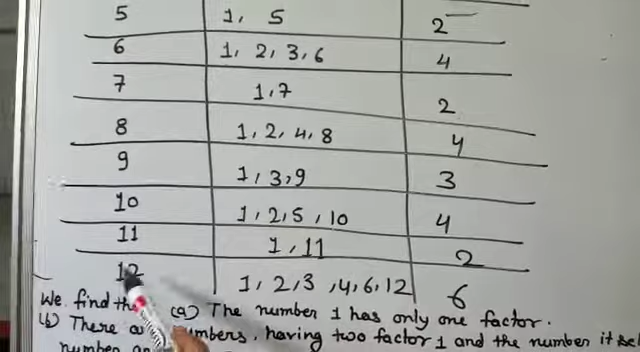 5 1, 5 2
6 1, 2, 3, 6 4
7 1, 7 2
8 1, 2, 4, 8 4
9 1, 3, 9 3
10 1, 2, 5, 10 4
11 1, 11 2
12 1, 2, 3, 4, 6, 12 6
We find (a) The number 1 has only one factor.
(b) There having two factor 1 and the number it
number